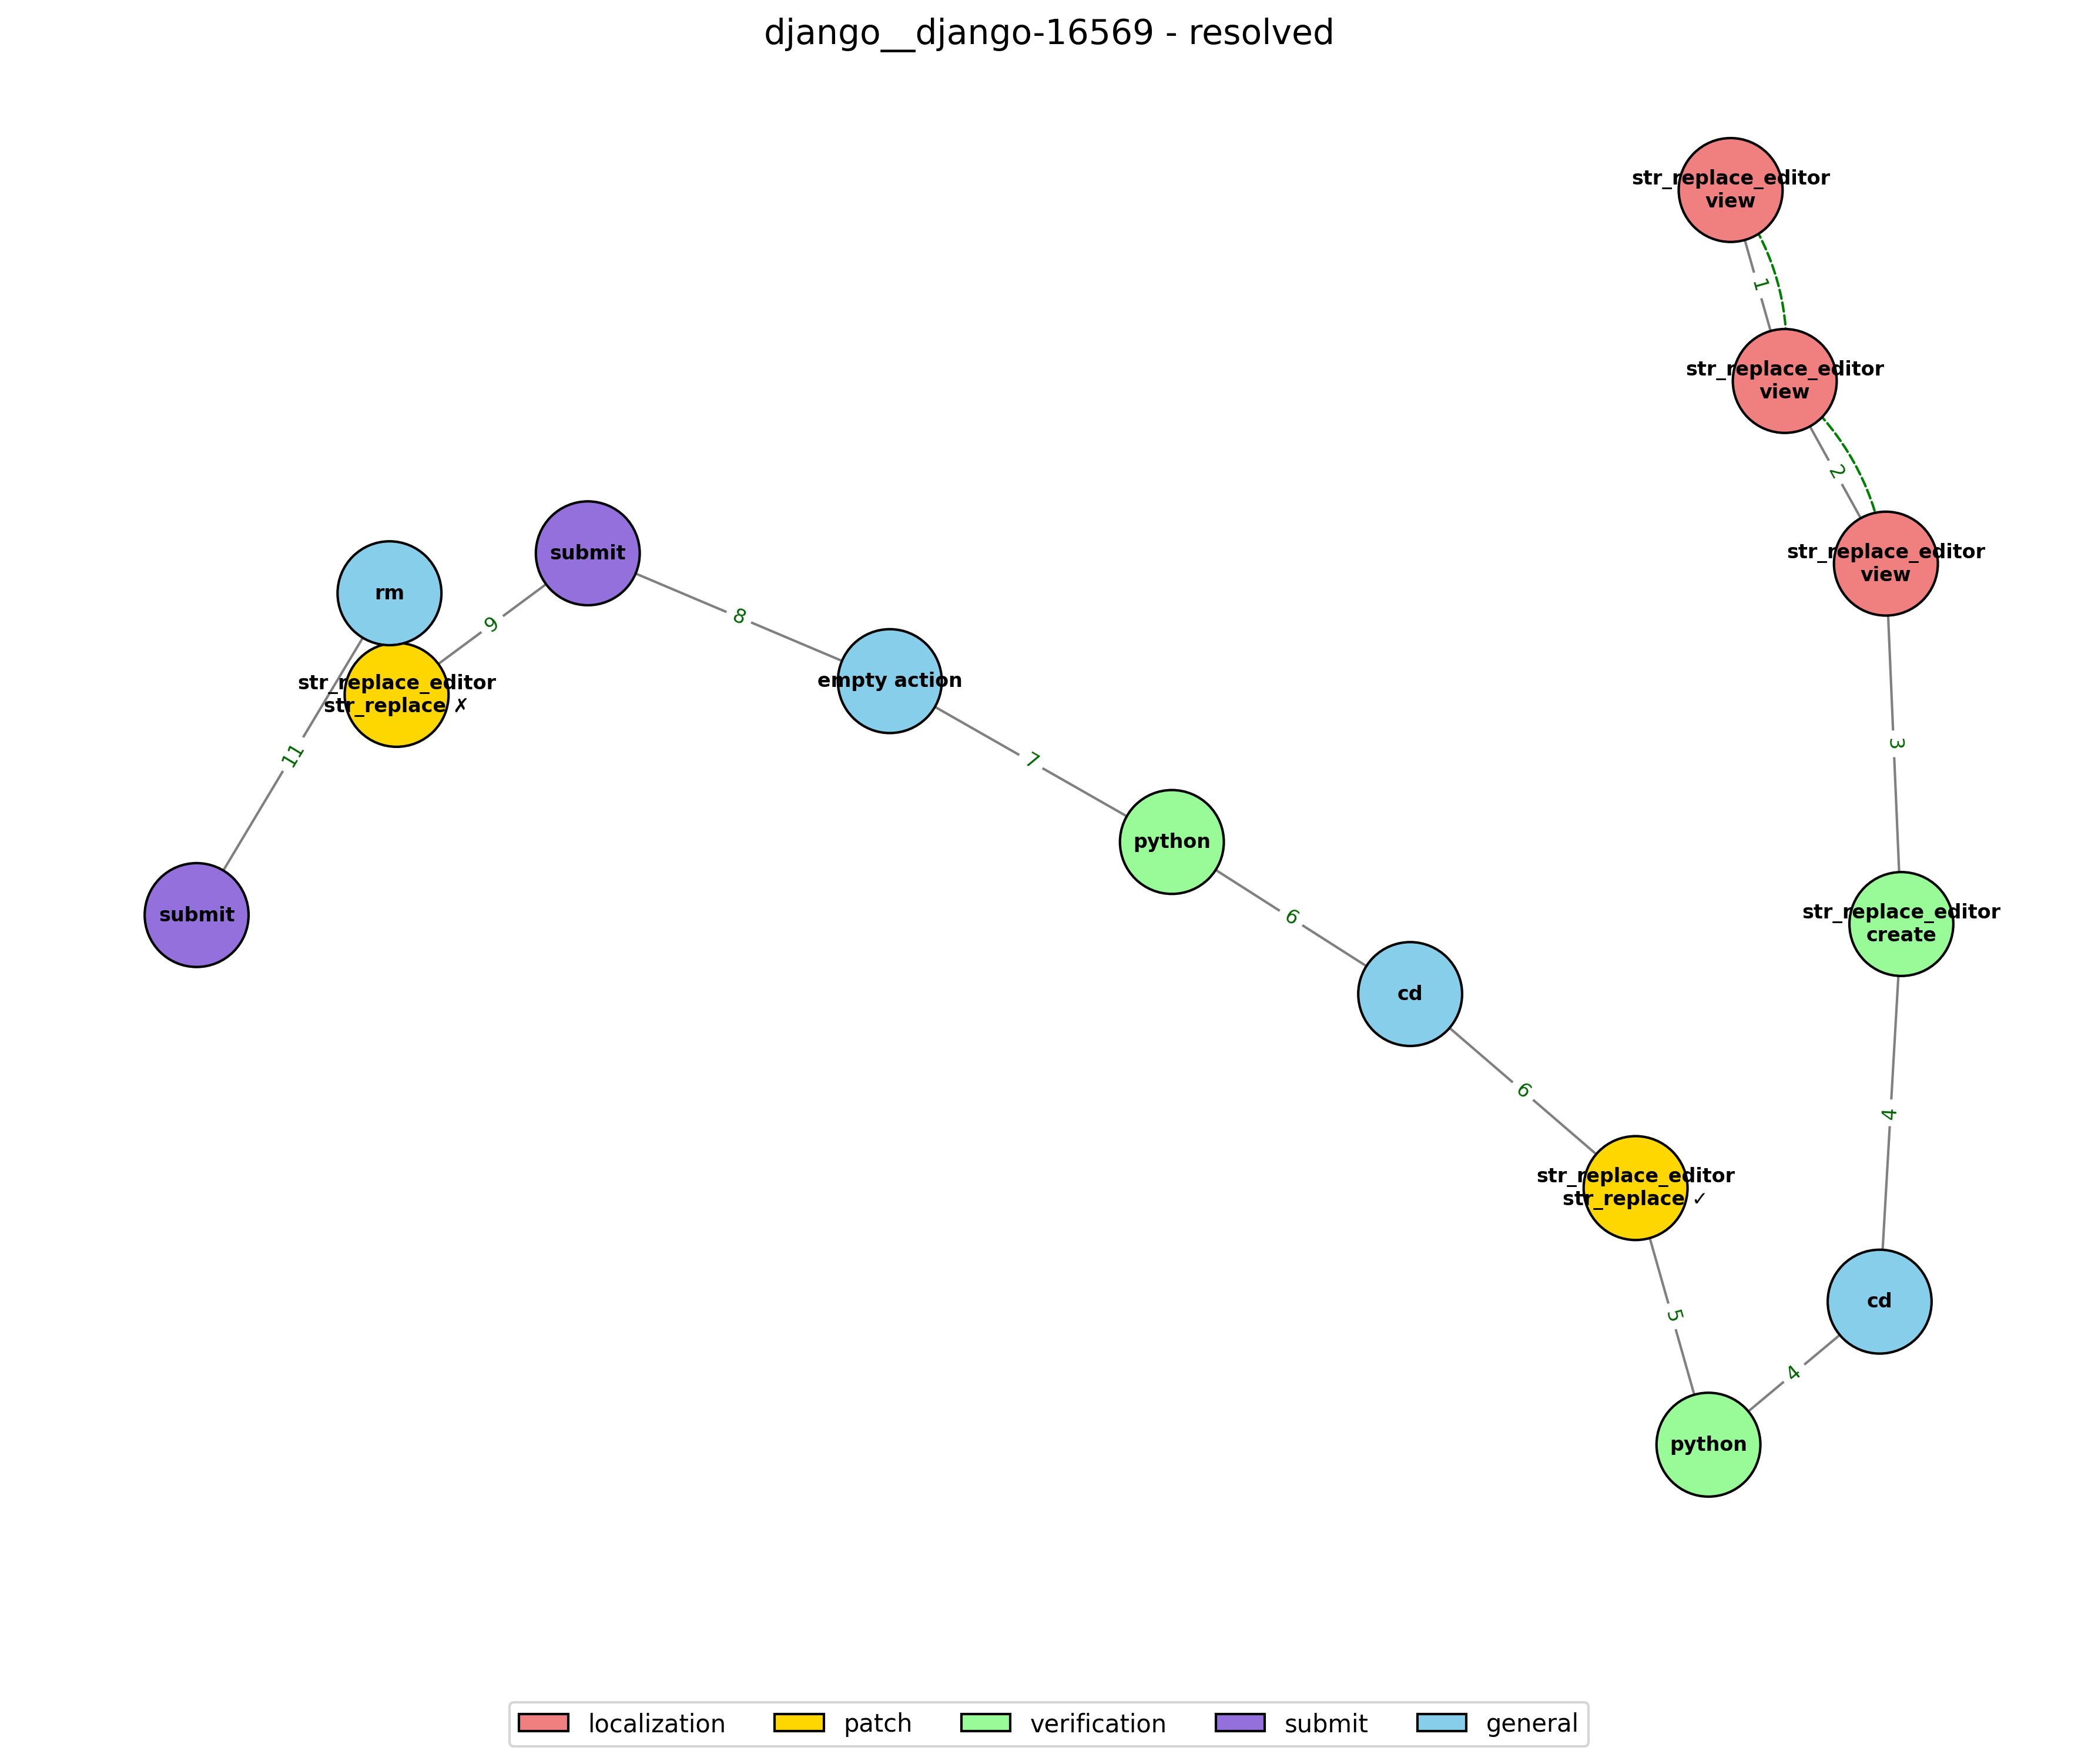 django__django-16569 - resolved
str_replace_editor
view
1
str_replace_editor
view
2
str_replace_editor
view
3
str_replace_editor
create
4
cd
4
python
5
str_replace_editor
str_replace ✓
6
cd
6
python
7
empty action
8
submit
9
str_replace_editor
str_replace ✗
rm
11
submit
localization
patch
verification
submit
general